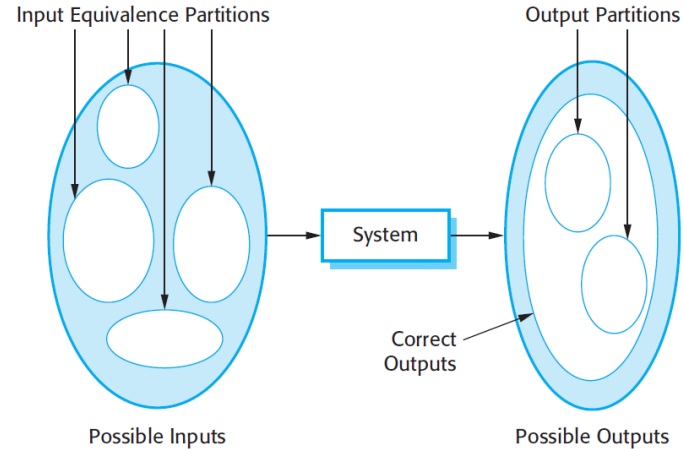 Input Equivalence Partitions
Output Partitions
System
Correct
Outputs
Possible Inputs
Possible Outputs